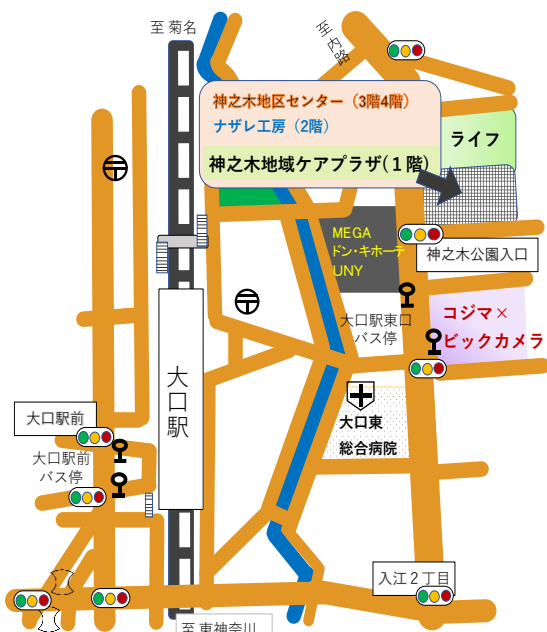 至 菊名
至内路
神之木地区センター（3階4階）
ナザレ工房（2階）
神之木地域ケアプラザ(１階)
ライフ
MEGA
ドン・キホーテ
UNY
神之木公園入口
大口駅東口
バス停
コジマ×
ビックカメラ
大口駅
大口東
総合病院
大口駅前
大口駅前
バス停
入江２丁目
至 東神奈川